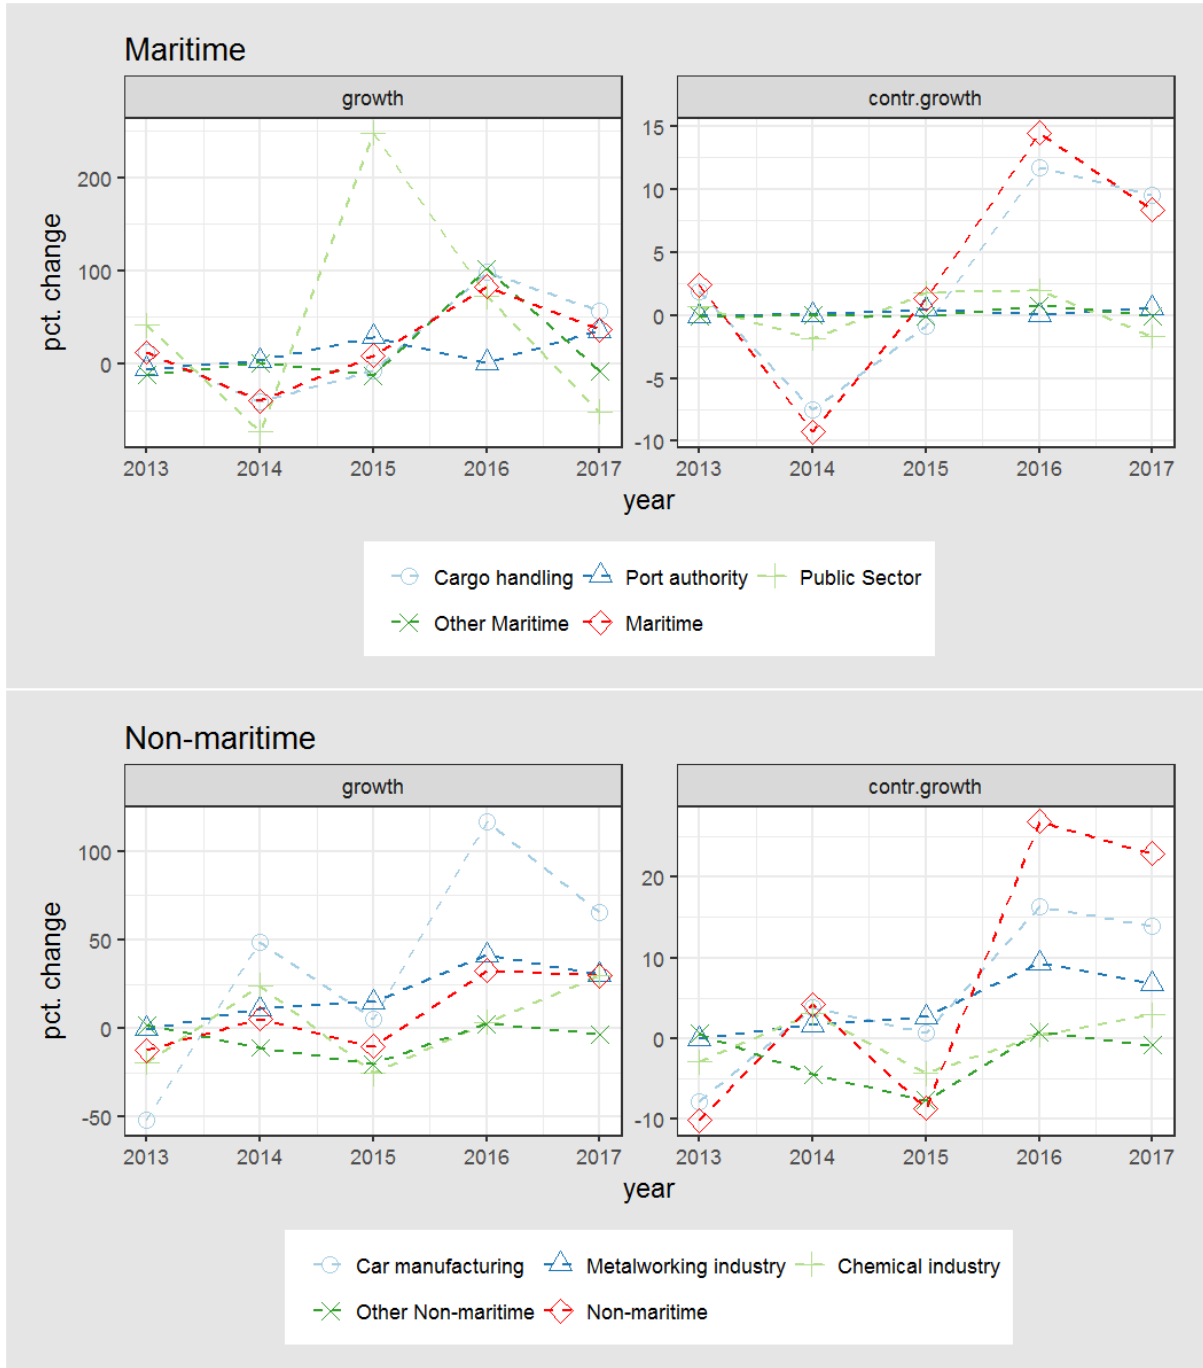 Maritime
growth
contr.growth
pct. change
200
100
0
15
10
5
0
-5
-10
2013 2014 2015 2016 2017
2013 2014 2015 2016 2017
year
Cargo handling Port authority Public Sector
Other Maritime Maritime
Non-maritime
growth
contr.growth
pct. change
100
50
0
-50
20
10
0
-10
2013 2014 2015 2016 2017
2013 2014 2015 2016 2017
year
Car manufacturing Metalworking industry Chemical industry
Other Non-maritime Non-maritime